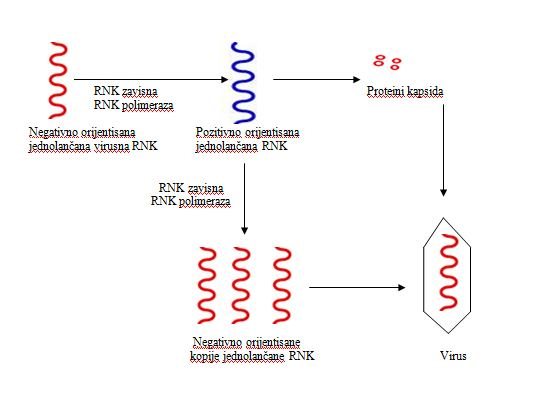 RNK zavisna
RNK polimeraza
Proteini kapsida
Negativno orijentisana
jednolančana virusna RNK
Pozitivno orijentisana
jednolančana RNK
RNK zavisna
RNK polimeraza
Negativno orijentisane
kopije jednolančane RNK
Virus